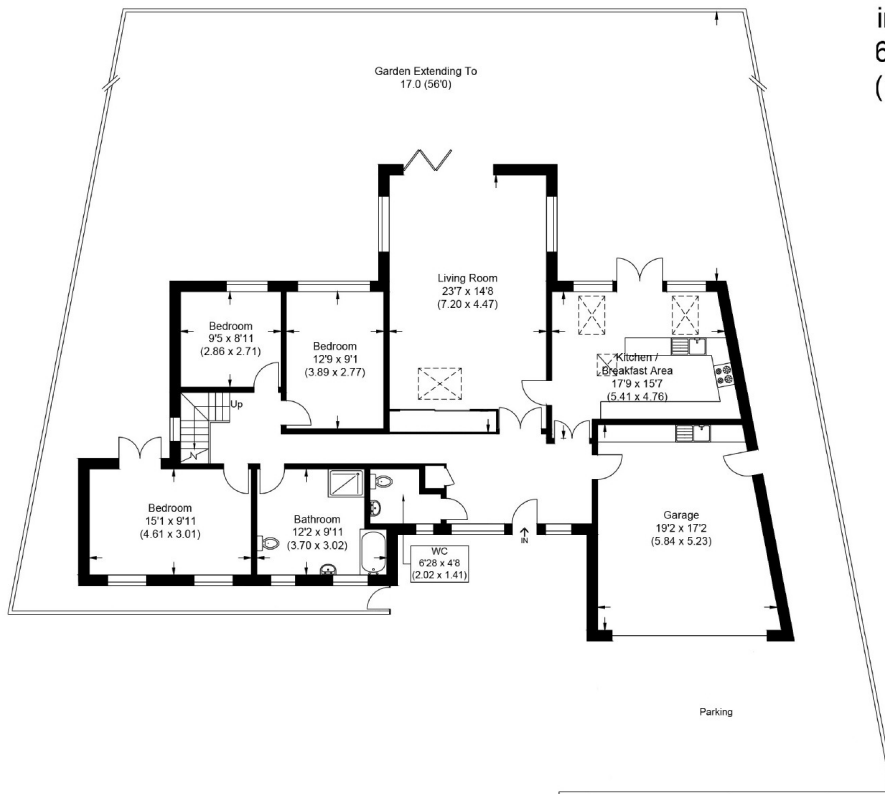 Garden Extending To
17.0 (56'0)
Living Room
23'7 x 14'8
(7.20 x 4.47)
Bedroom
9'5 x 8'11
(2.86 x 2.71)
Bedroom
12'9 x 9'1
(3.89 x 2.77)
Kitchen /
Breakfast Area
17'9 x 15'7
(5.41 x 4.76)
Up
Bedroom
15'1 x 9'11
(4.61 x 3.01)
Bathroom
12'2 x 9'11
(3.70 x 3.02)
WC
6'28 x 4'8
(2.02 x 1.41)
IN
Garage
19'2 x 17'2
(5.84 x 5.23)
Parking
6
(